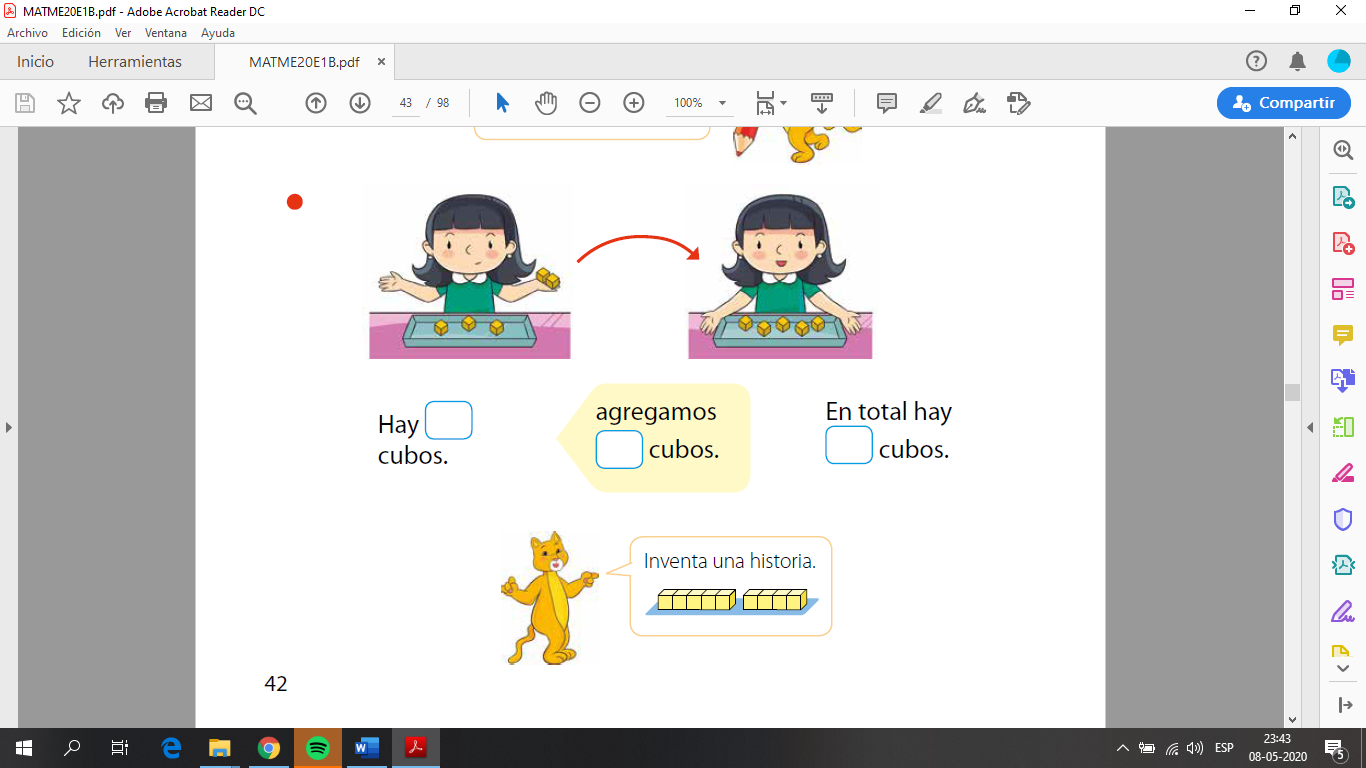 MATME20E1B.pdf - Adobe Acrobat Reader DC
Archivo Edición Ver Ventana Ayuda
Inicio Herramientas MATME20E1B.pdf
43 / 98 100% Compartir
Hay
cubos.
agregamos
cubos.
En total hay
cubos.
Inventa una historia.
42
ESP
23:43
08-05-2020
5